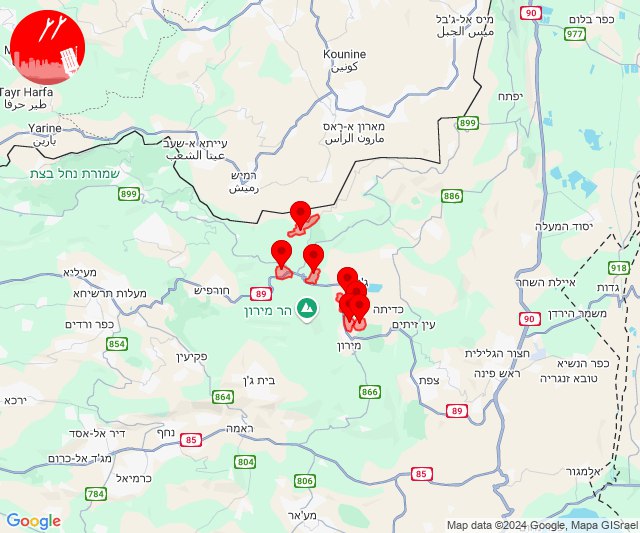 מיס אל-ג'בל
ميس الجبل
90
כפר בלום
977
Kounine
כונין
كونين
Tayr Harfa
طير حرفا
יפתח
Yarine
יארין
يارين
899
מארון א-ראס
مارون الراس
עייתא א-שעב
عيتا الشعب
רמיש
رميش
שמורת נחל בצת
899
886
יסוד המעלה
918
מעיליא
מעלות תרשיחא
חורפיש
89
איילת השחר
גדות
הר מירון
כדיתה
עין זיתים
90
משמר הירדן
כפר ורדים
854
מירון
חצור הגלילית
ראש פינה
כפר הנשיא
טובא זנגריה
פקיעין
בית ג'ן
צפת
866
864
ירכא
89
דיר אל-אסד
נחף
ראמה
85
מג'ד אל-כרום
804
85
אלמגור
כרמיאל
806
784
מע'אר
Google
Map data ©2024 Google, Mapa GISrael